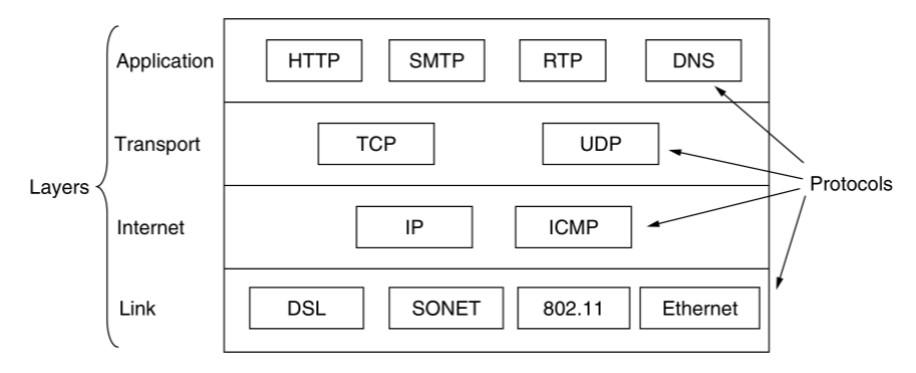 Application HTTP SMTP RTP DNS
Transport TCP UDP
Layers
Protocols
Internet IP ICMP
Link DSL SONET 802.11 Ethernet